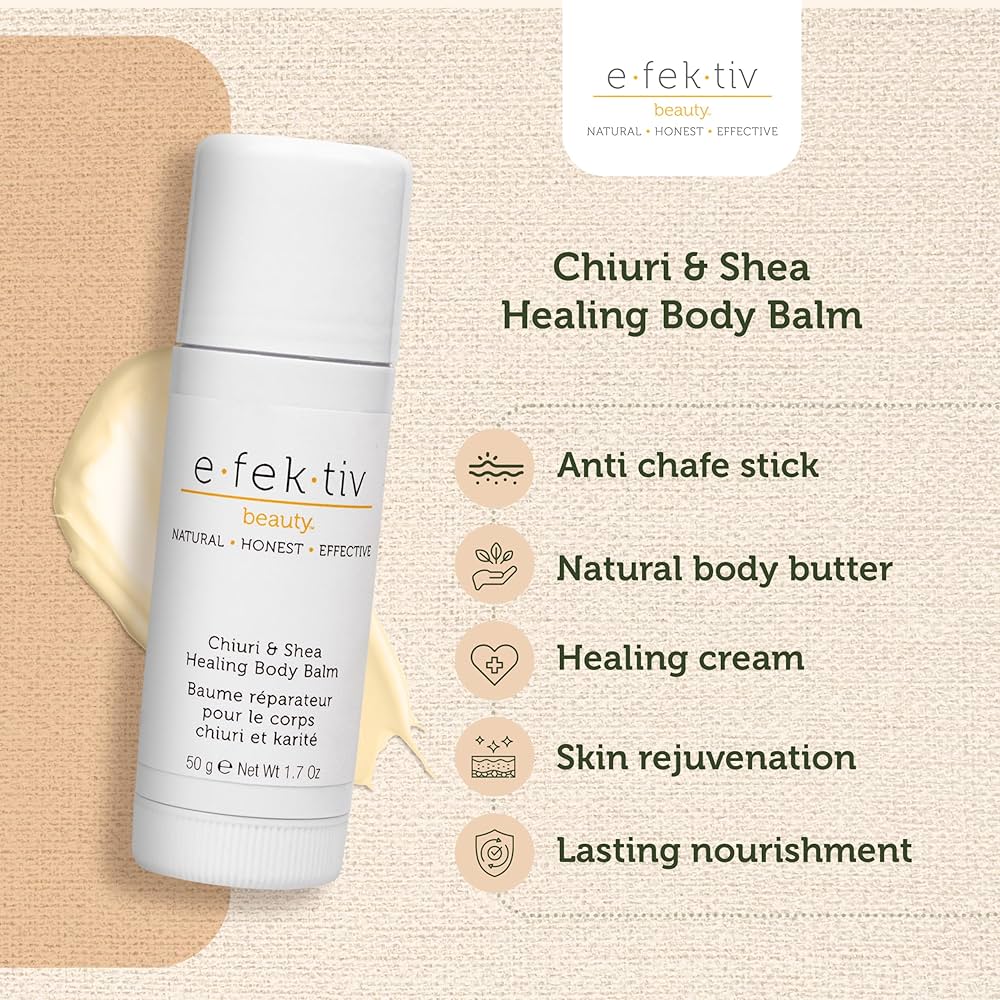 e·fek·tiv
beauty™
NATURAL • HONEST • EFFECTIVE
Chiuri & Shea
Healing Body Balm
Anti chafe stick
Natural body butter
Healing cream
Skin rejuvenation
Lasting nourishment
e·fek·tiv
beauty™
NATURAL • HONEST • EFFECTIVE
Chiuri & Shea
Healing Body Balm
Baume réparateur
pour le corps
chiuri et karité
50 g ℮ Net Wt 1.7 Oz